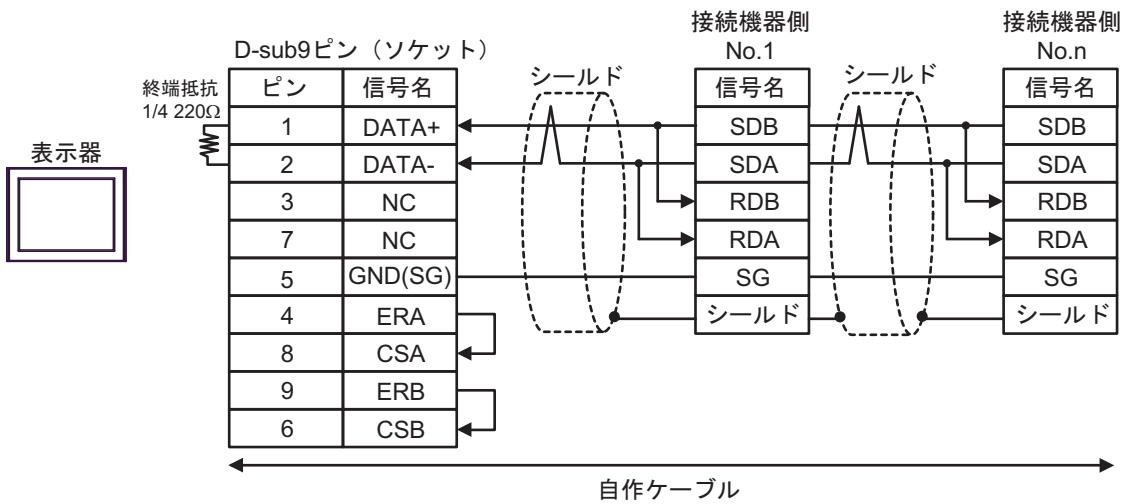 接続機器側
No.1
接続機器側
No.n
D-sub9ピン（ソケット）
シールド
シールド
終端抵抗
1/4 220Ω
表示器
ピン 信号名
1 DATA+
2 DATA-
3 NC
7 NC
5 GND(SG)
4 ERA
8 CSA
9 ERB
6 CSB
信号名
SDB
SDA
RDB
RDA
SG
シールド
信号名
SDB
SDA
RDB
RDA
SG
シールド
自作ケーブル